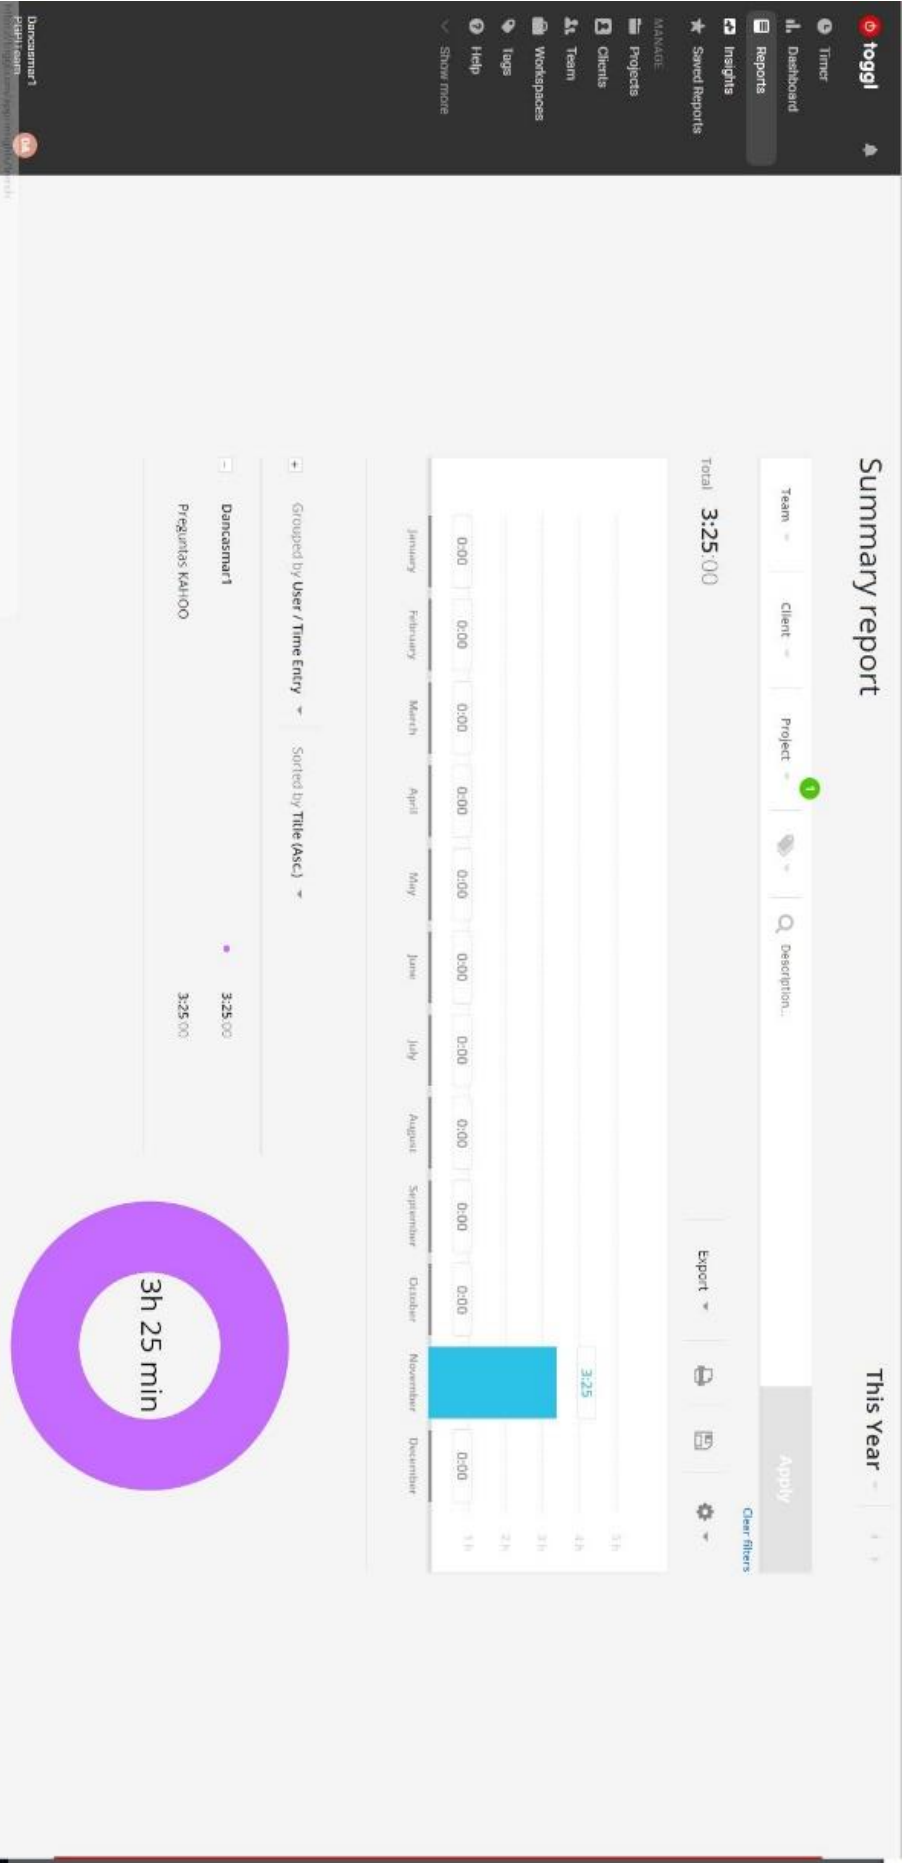 toggl
Timer
Dashboard
Reports
Insights
Saved Reports
MANAGE
Projects
Clients
Team
Workspaces
Tags
Help
Show more
Dancasmar1
DA
Summary report
This Year
Team
Client
Project
1
Description...
Apply
Clear filters
Total 3:25:00
Export
5 h
4 h
3 h
2 h
1 h
0:00 0:00 0:00 0:00 0:00 0:00 0:00 0:00 0:00 0:00 3:25 0:00
January February March April May June July August September October November December
Grouped by User / Time Entry
Sorted by Title (Asc.)
Dancasmar1 3:25:00
Preguntas KAHOO 3:25:00
3h 25 min